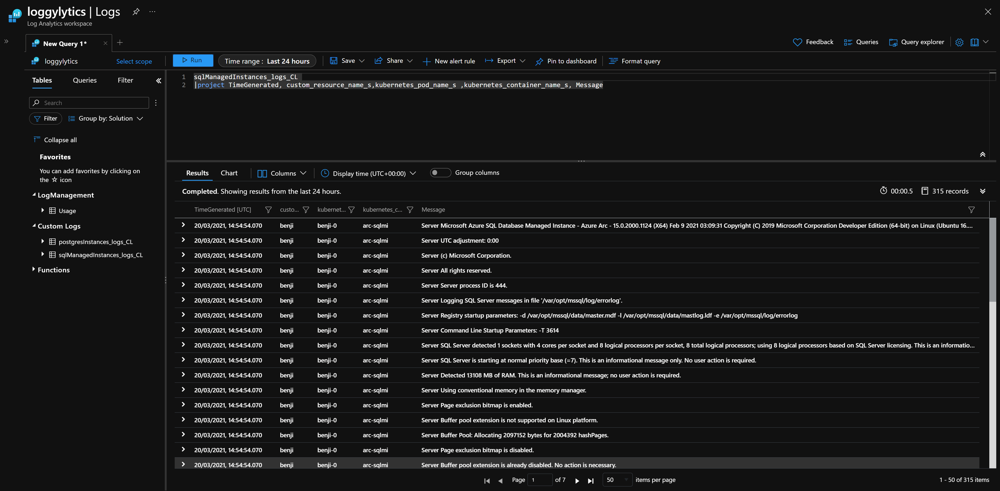 loggylytics | Logs
Log Analytics workspace
New Query 1*
Feedback
Queries
Query explorer
loggylytics
Select scope
Run
Time range : Last 24 hours
Save
Share
New alert rule
Export
Pin to dashboard
Format query
Tables
Queries
Filter
Search
Filter
Group by: Solution
Collapse all
Favorites
You can add favorites by clicking on
the ☆ icon
LogManagement
Usage
Custom Logs
postgresInstances_logs_CL
sqlManagedInstances_logs_CL
Functions
1 sqlManagedInstances_logs_CL
2 |project TimeGenerated, custom_resource_name_s,kubernetes_pod_name_s ,kubernetes_container_name_s, Message
Results
Chart
Columns
Display time (UTC+00:00)
Group columns
Completed. Showing results from the last 24 hours.
00:00.5
315 records
TimeGenerated [UTC] custo... kubernet... kubernetes_c... Message
20/03/2021, 14:54:54.070 benji benji-0 arc-sqlmi Server Microsoft Azure SQL Database Managed Instance - Azure Arc - 15.0.2000.1124 (X64) Feb 9 2021 03:09:31 Copyright (C) 2019 Microsoft Corporation Developer Edition (64-bit) on Linux (Ubuntu 16....
20/03/2021, 14:54:54.070 benji benji-0 arc-sqlmi Server UTC adjustment: 0:00
20/03/2021, 14:54:54.070 benji benji-0 arc-sqlmi Server (c) Microsoft Corporation.
20/03/2021, 14:54:54.070 benji benji-0 arc-sqlmi Server All rights reserved.
20/03/2021, 14:54:54.070 benji benji-0 arc-sqlmi Server Server process ID is 444.
20/03/2021, 14:54:54.070 benji benji-0 arc-sqlmi Server Logging SQL Server messages in file '/var/opt/mssql/log/errorlog'.
20/03/2021, 14:54:54.070 benji benji-0 arc-sqlmi Server Registry startup parameters: -d /var/opt/mssql/data/master.mdf -l /var/opt/mssql/data/mastlog.ldf -e /var/opt/mssql/log/errorlog
20/03/2021, 14:54:54.070 benji benji-0 arc-sqlmi Server Command Line Startup Parameters: -T 3614
20/03/2021, 14:54:54.070 benji benji-0 arc-sqlmi Server SQL Server detected 1 sockets with 4 cores per socket and 8 logical processors per socket, 8 total logical processors; using 8 logical processors based on SQL Server licensing. This is an informatio...
20/03/2021, 14:54:54.070 benji benji-0 arc-sqlmi Server SQL Server is starting at normal priority base (=7). This is an informational message only. No user action is required.
20/03/2021, 14:54:54.070 benji benji-0 arc-sqlmi Server Detected 13108 MB of RAM. This is an informational message; no user action is required.
20/03/2021, 14:54:54.070 benji benji-0 arc-sqlmi Server Using conventional memory in the memory manager.
20/03/2021, 14:54:54.070 benji benji-0 arc-sqlmi Server Page exclusion bitmap is enabled.
20/03/2021, 14:54:54.070 benji benji-0 arc-sqlmi Server Buffer pool extension is not supported on Linux platform.
20/03/2021, 14:54:54.070 benji benji-0 arc-sqlmi Server Buffer Pool: Allocating 2097152 bytes for 2004392 hashPages.
20/03/2021, 14:54:54.070 benji benji-0 arc-sqlmi Server Page exclusion bitmap is disabled.
20/03/2021, 14:54:54.070 benji benji-0 arc-sqlmi Server Buffer pool extension is already disabled. No action is necessary.
Page 1 of 7
50 items per page
1 - 50 of 315 items